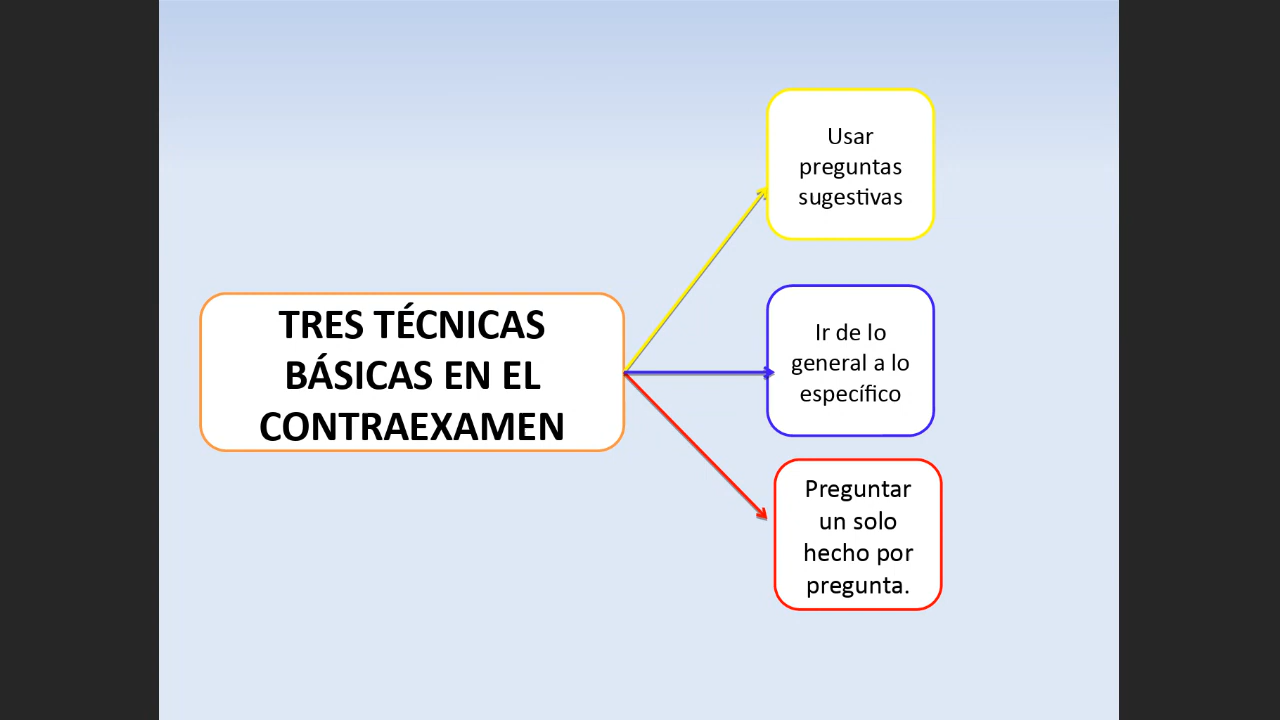 TRES TÉCNICAS
BÁSICAS EN EL
CONTRAEXAMEN
Usar
preguntas
sugestivas
Ir de lo
general a lo
específico
Preguntar
un solo
hecho por
pregunta.